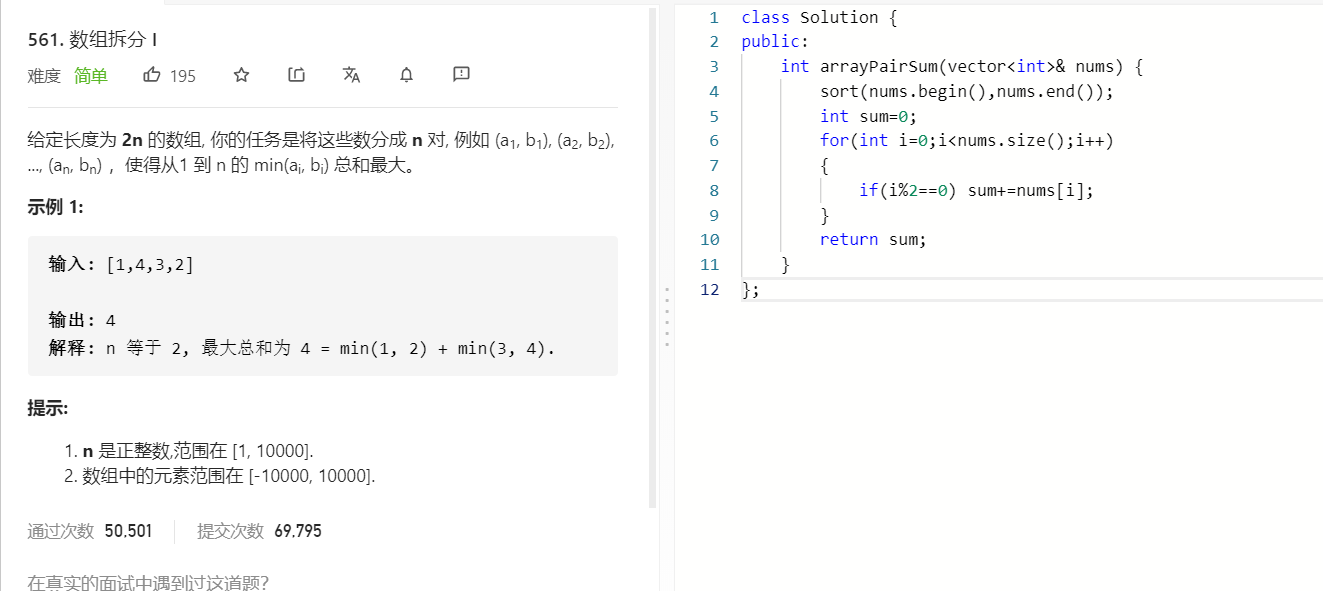 561. 数组拆分 I
难度 简单 195
给定长度为 2n 的数组, 你的任务是将这些数分成 n 对, 例如 (a1, b1), (a2, b2),
..., (an, bn) ，使得从1 到 n 的 min(ai, bi) 总和最大。
示例 1:
输入: [1,4,3,2]
输出: 4
解释: n 等于 2, 最大总和为 4 = min(1, 2) + min(3, 4).
提示:
1. n 是正整数,范围在 [1, 10000].
2. 数组中的元素范围在 [-10000, 10000].
通过次数 50,501 提交次数 69,795
在真实的面试中遇到过这道题？
1 class Solution {
2 public:
3 int arrayPairSum(vector<int>& nums) {
4 sort(nums.begin(),nums.end());
5 int sum=0;
6 for(int i=0;i<nums.size();i++)
7 {
8 if(i%2==0) sum+=nums[i];
9 }
10 return sum;
11 }
12 };